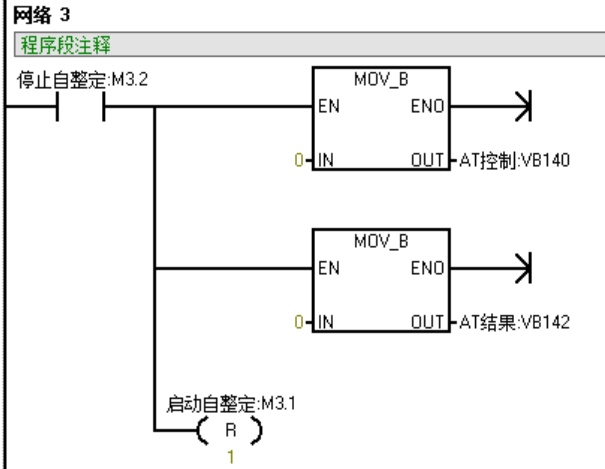 网络 3
程序段注释
停止自整定:M3.2
MOV_B
EN ENO
0 IN OUT AT控制:VB140
MOV_B
EN ENO
0 IN OUT AT结果:VB142
启动自整定:M3.1
R
1